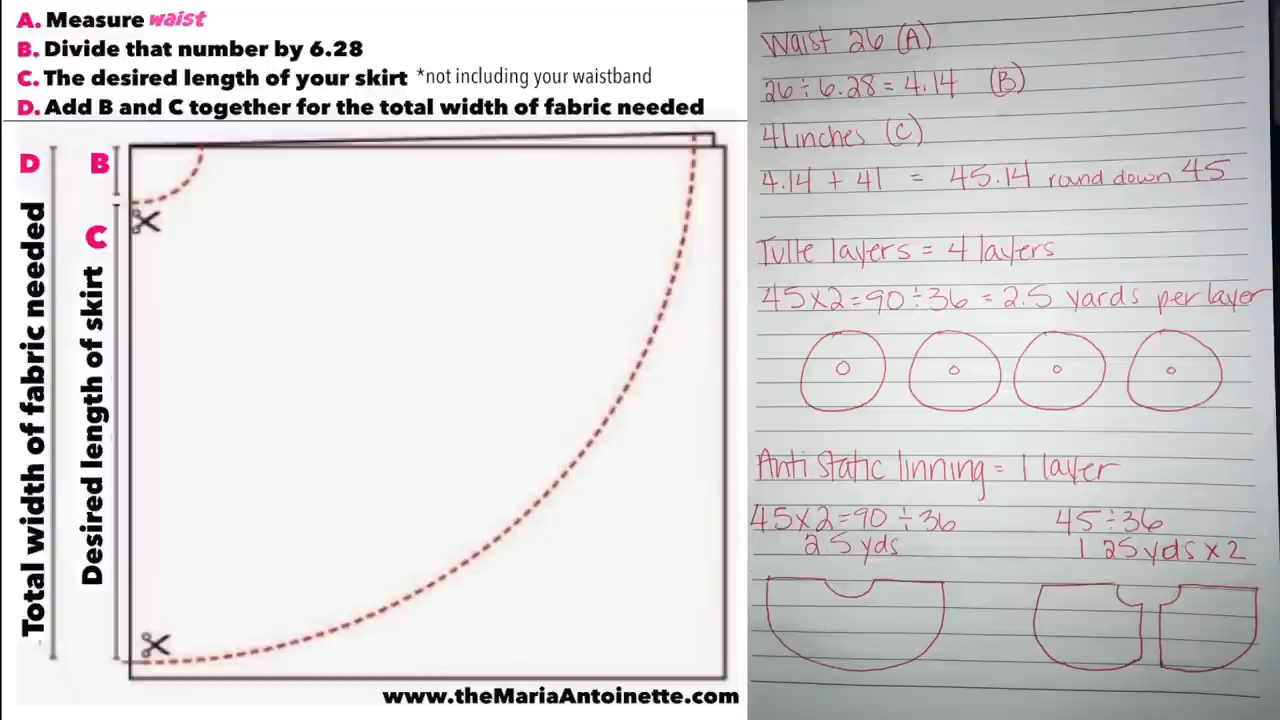 A. Measure waist
B. Divide that number by 6.28
C. The desired length of your skirt *not including your waistband
D. Add B and C together for the total width of fabric needed
D
B
C
Total width of fabric needed
Desired length of skirt
www.theMariaAntoinette.com
Waist 26 (A)
26 ÷ 6.28 = 4.14 (B)
41 inches (C)
4.14 + 41 = 45.14 round down 45
Tulle layers = 4 layers
45x2=90÷36 = 2.5 yards per layer
Anti Static linning = 1 layer
45x2=90 ÷36
2.5 yds
45÷36
1.25 yds x 2